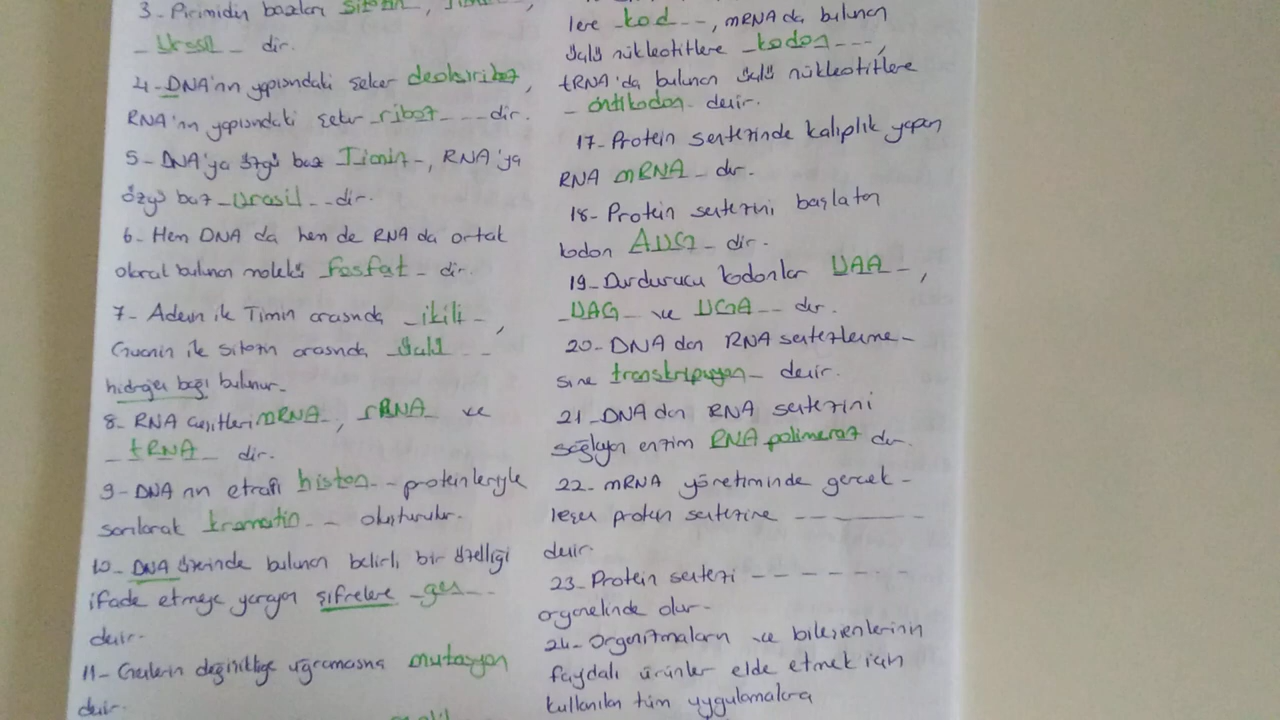 3- Pirimidin bazları Sitozin,
Urasil dir.
4- DNA'nın yapısındaki şeker deoksiriboz,
RNA'nın yapısındaki şeker riboz dir.
5- DNA'ya özgü baz Timin, RNA'ya
özgü baz Urasil dir.
6- Hem DNA da hem de RNA da ortak
olarak bulunan molekül fosfat dir.
7- Adenin ile Timin arasında ikili,
Guanin ile sitozin arasında üçlü
hidrojen bağı bulunur.
8- RNA çeşitleri mRNA, rRNA ve
tRNA dir.
9- DNA nın etrafı histon proteinleriyle
sarılarak kromatin oluşturulur.
10- DNA üzerinde bulunan belirli bir özelliği
ifade etmeye yarayan şifrelere gen
denir.
11- Genlerin değişikliğe uğramasına mutasyon
denir.
lere kod, mRNA da bulunan
üçlü nükleotitlere kodon,
tRNA'da bulunan üçlü nükleotitlere
antikodon denir.
17- Protein sentezinde kalıplık yapan
RNA mRNA dır.
18- Protein sentezini başlatan
kodon AUG dir.
19- Durdurucu kodonlar UAA,
UAG ve UGA dır.
20- DNA dan RNA sentezlenme-
sine transkripsiyon denir.
21- DNA dan RNA sentezini
sağlayan enzim RNA polimeraz dır.
22- mRNA yönetiminde gerçek-
leşen protein sentezine
denir.
23- Protein sentezi
organelinde olur.
24- Organizmaların ve bileşenlerinin
faydalı ürünler elde etmek için
kullanılan tüm uygulamalara